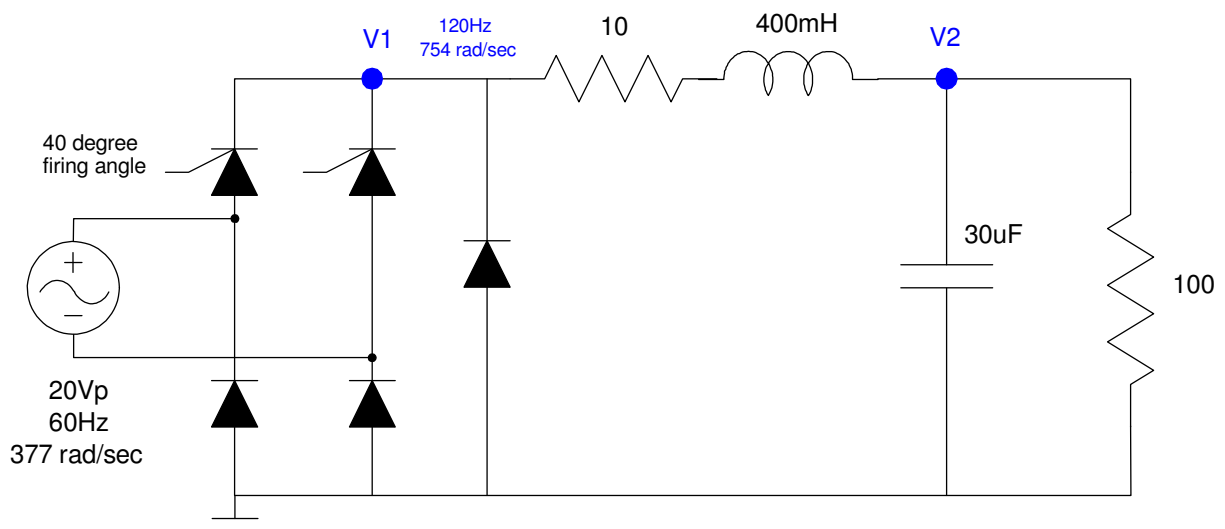 V1
120Hz
754 rad/sec
10
400mH
V2
40 degree
firing angle
30uF
100
20Vp
60Hz
377 rad/sec